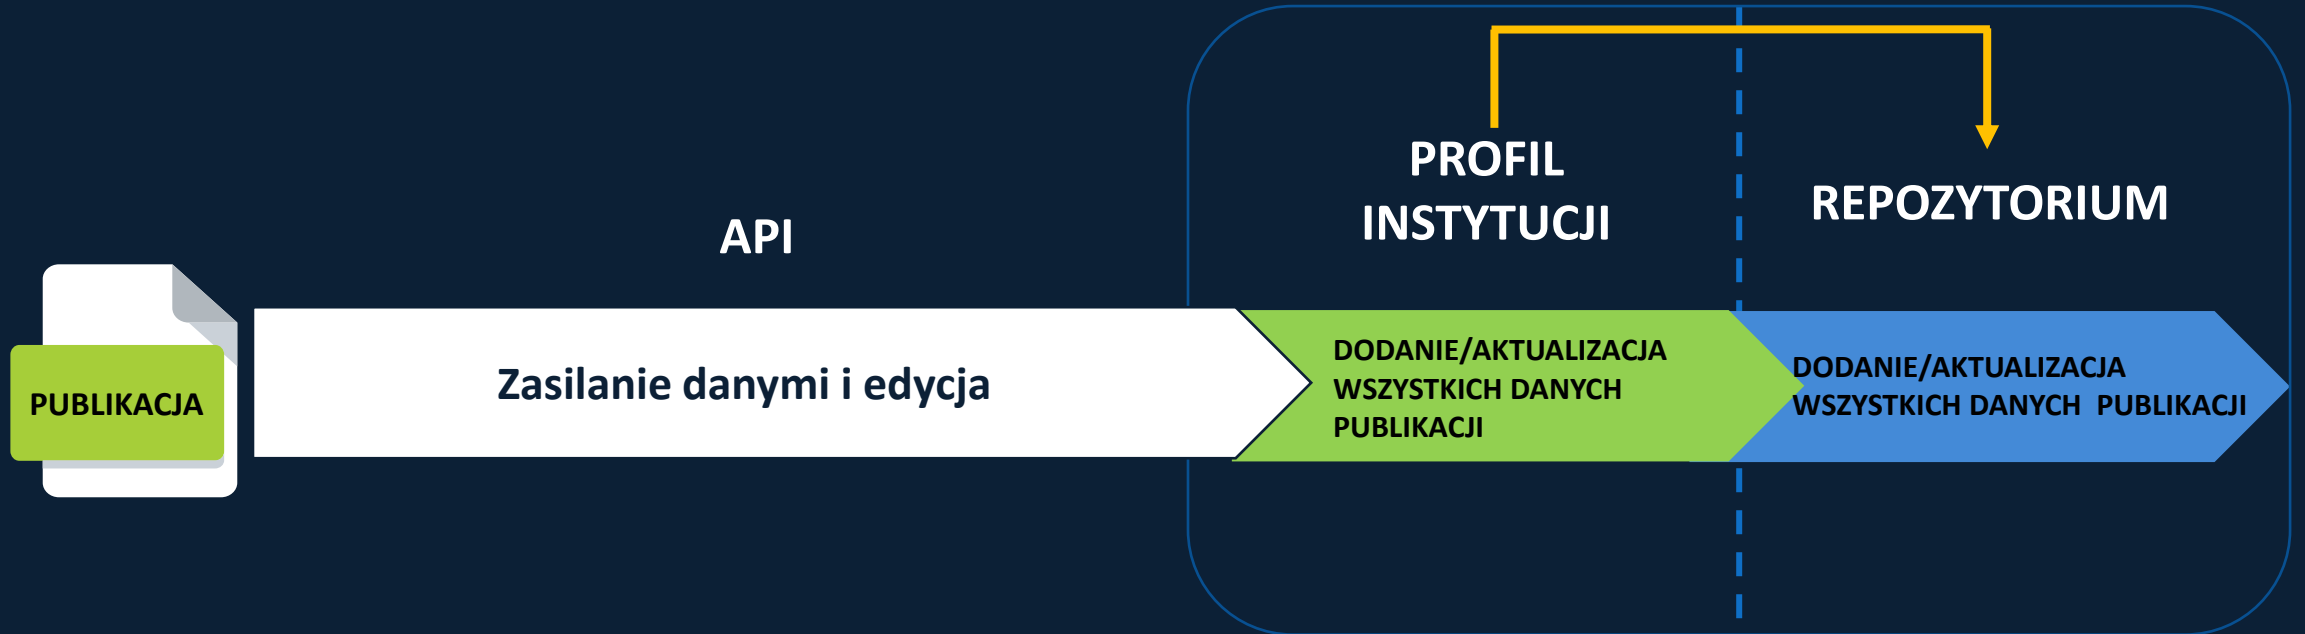 PUBLIKACJA
API
Zasilanie danymi i edycja
PROFIL
INSTYTUCJI
DODANIE/AKTUALIZACJA
WSZYSTKICH DANYCH
PUBLIKACJI
REPOZYTORIUM
DODANIE/AKTUALIZACJA
WSZYSTKICH DANYCH  PUBLIKACJI